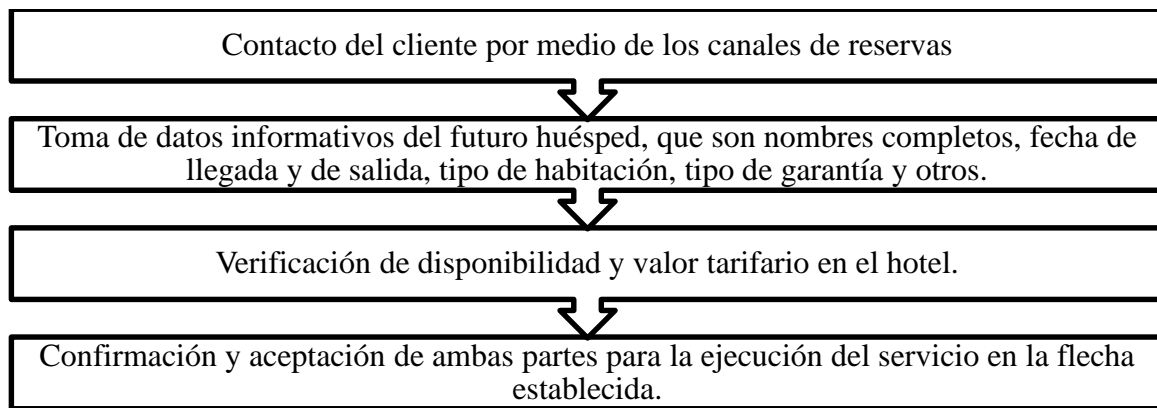 Contacto del cliente por medio de los canales de reservas
Toma de datos informativos del futuro huésped, que son nombres completos, fecha de
llegada y de salida, tipo de habitación, tipo de garantía y otros.
Verificación de disponibilidad y valor tarifario en el hotel.
Confirmación y aceptación de ambas partes para la ejecución del servicio en la flecha
establecida.